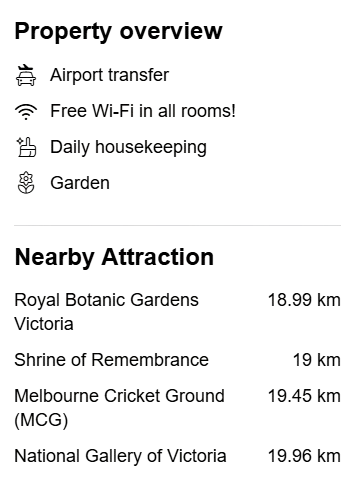 Property overview
Airport transfer
Free Wi-Fi in all rooms!
Daily housekeeping
Garden
Nearby Attraction
Royal Botanic Gardens 18.99 km
Victoria
Shrine of Remembrance 19 km
Melbourne Cricket Ground 19.45 km
(MCG)
National Gallery of Victoria 19.96 km